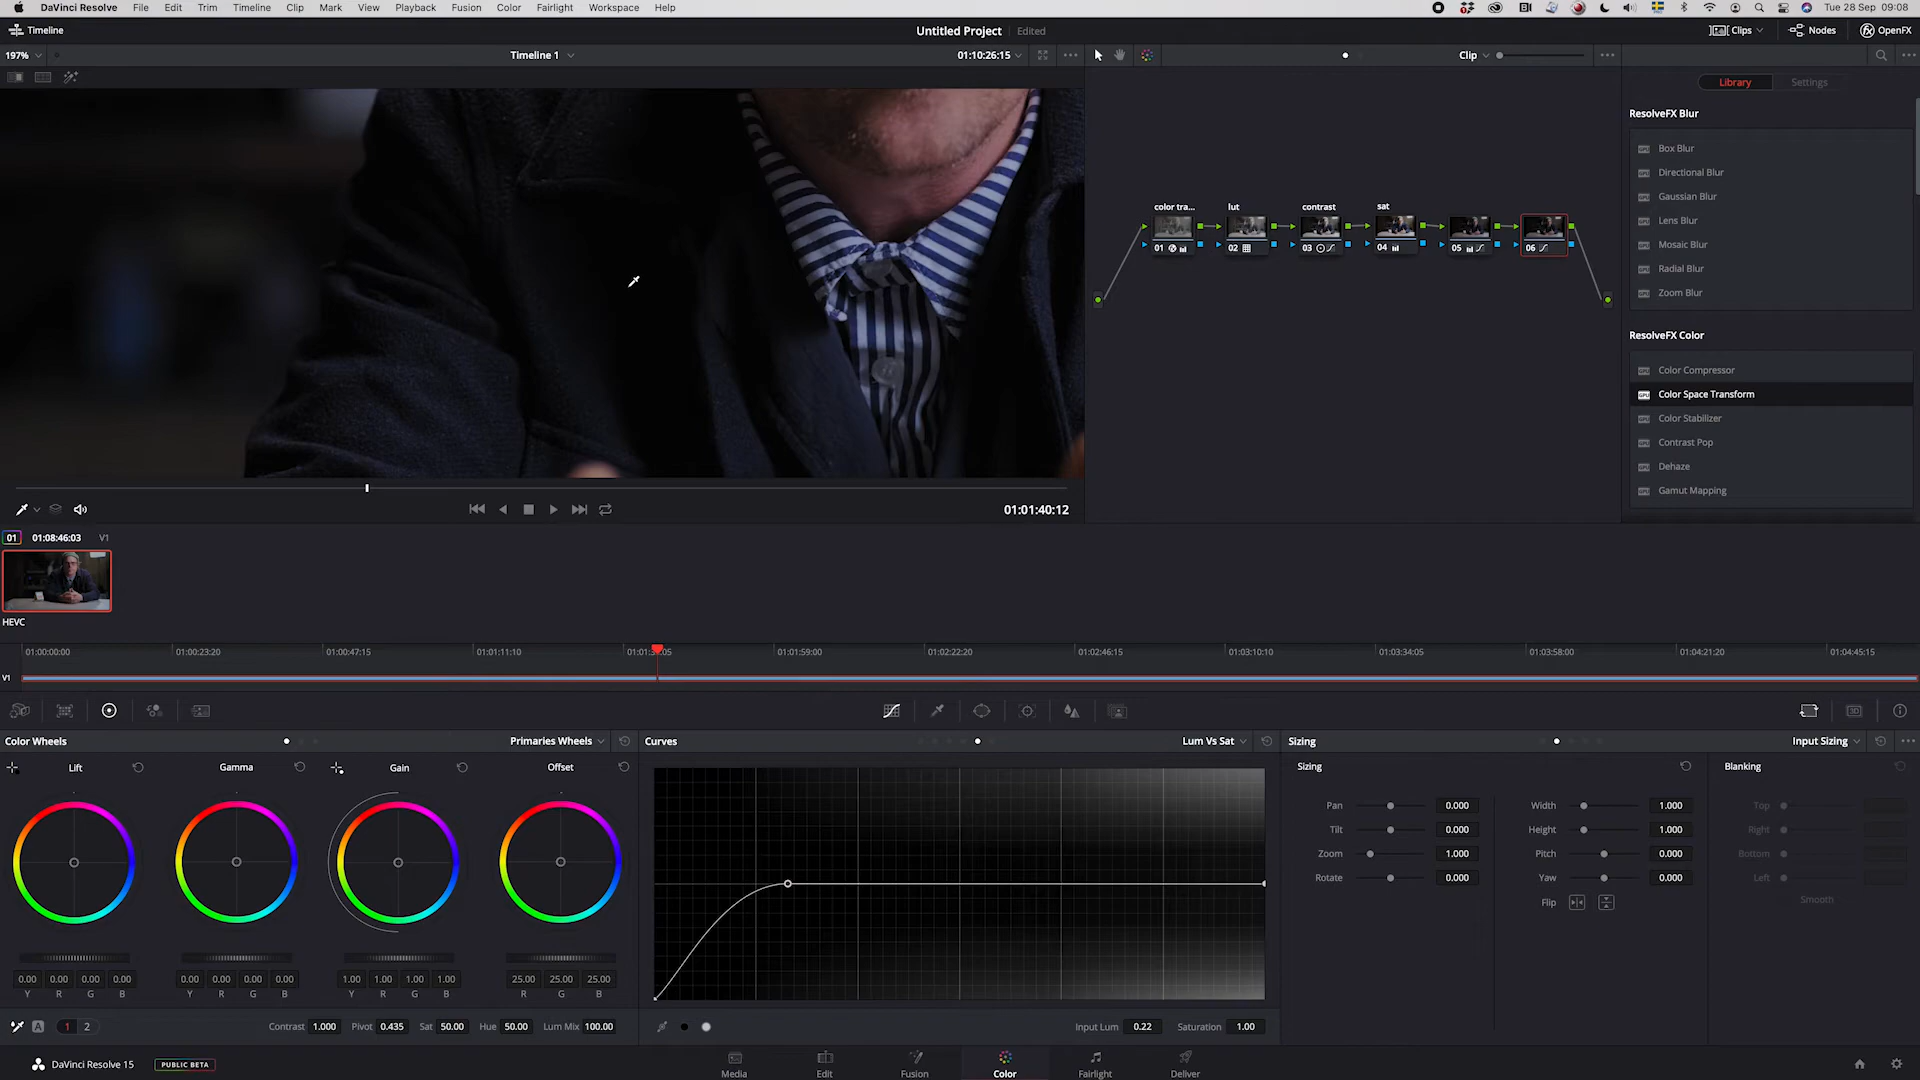 DaVinci Resolve File Edit Trim Timeline Clip Mark View Playback Fusion Color Fairlight Workspace Help Tue 28 Sep 09:08
Timeline Untitled Project Edited Clips Nodes OpenFX
197% Timeline 1 01:10:26:15 Clip
Library Settings
ResolveFX Blur
Box Blur
Directional Blur
Gaussian Blur
Lens Blur
Mosaic Blur
Radial Blur
Zoom Blur
ResolveFX Color
Color Compressor
Color Space Transform
Color Stabilizer
Contrast Pop
Dehaze
Gamut Mapping
color tra... lut contrast sat
01 02 03 04 05 06
01:01:40:12
01 01:08:46:03 V1
HEVC
01:00:00:00 01:00:23:20 01:00:47:15 01:01:11:10 01:01:59:00 01:02:22:20 01:02:46:15 01:03:10:10 01:03:34:05 01:03:58:00 01:04:21:20 01:04:45:15
V1
3D
Color Wheels Primaries Wheels Curves Lum Vs Sat Sizing Input Sizing
Lift Gamma Gain Offset Sizing Blanking
Pan 0.000 Width 1.000 Top
Tilt 0.000 Height 1.000 Right
Zoom 1.000 Pitch 0.000 Bottom
Rotate 0.000 Yaw 0.000 Left
Flip Smooth
0.00 0.00 0.00 0.00 0.00 0.00 0.00 0.00 1.00 1.00 1.00 1.00 25.00 25.00 25.00
Y R G B Y R G B Y R G B R G B
A 1 2 Contrast 1.000 Pivot 0.435 Sat 50.00 Hue 50.00 Lum Mix 100.00 Input Lum 0.22 Saturation 1.00
DaVinci Resolve 15 PUBLIC BETA Media Edit Fusion Color Fairlight Deliver